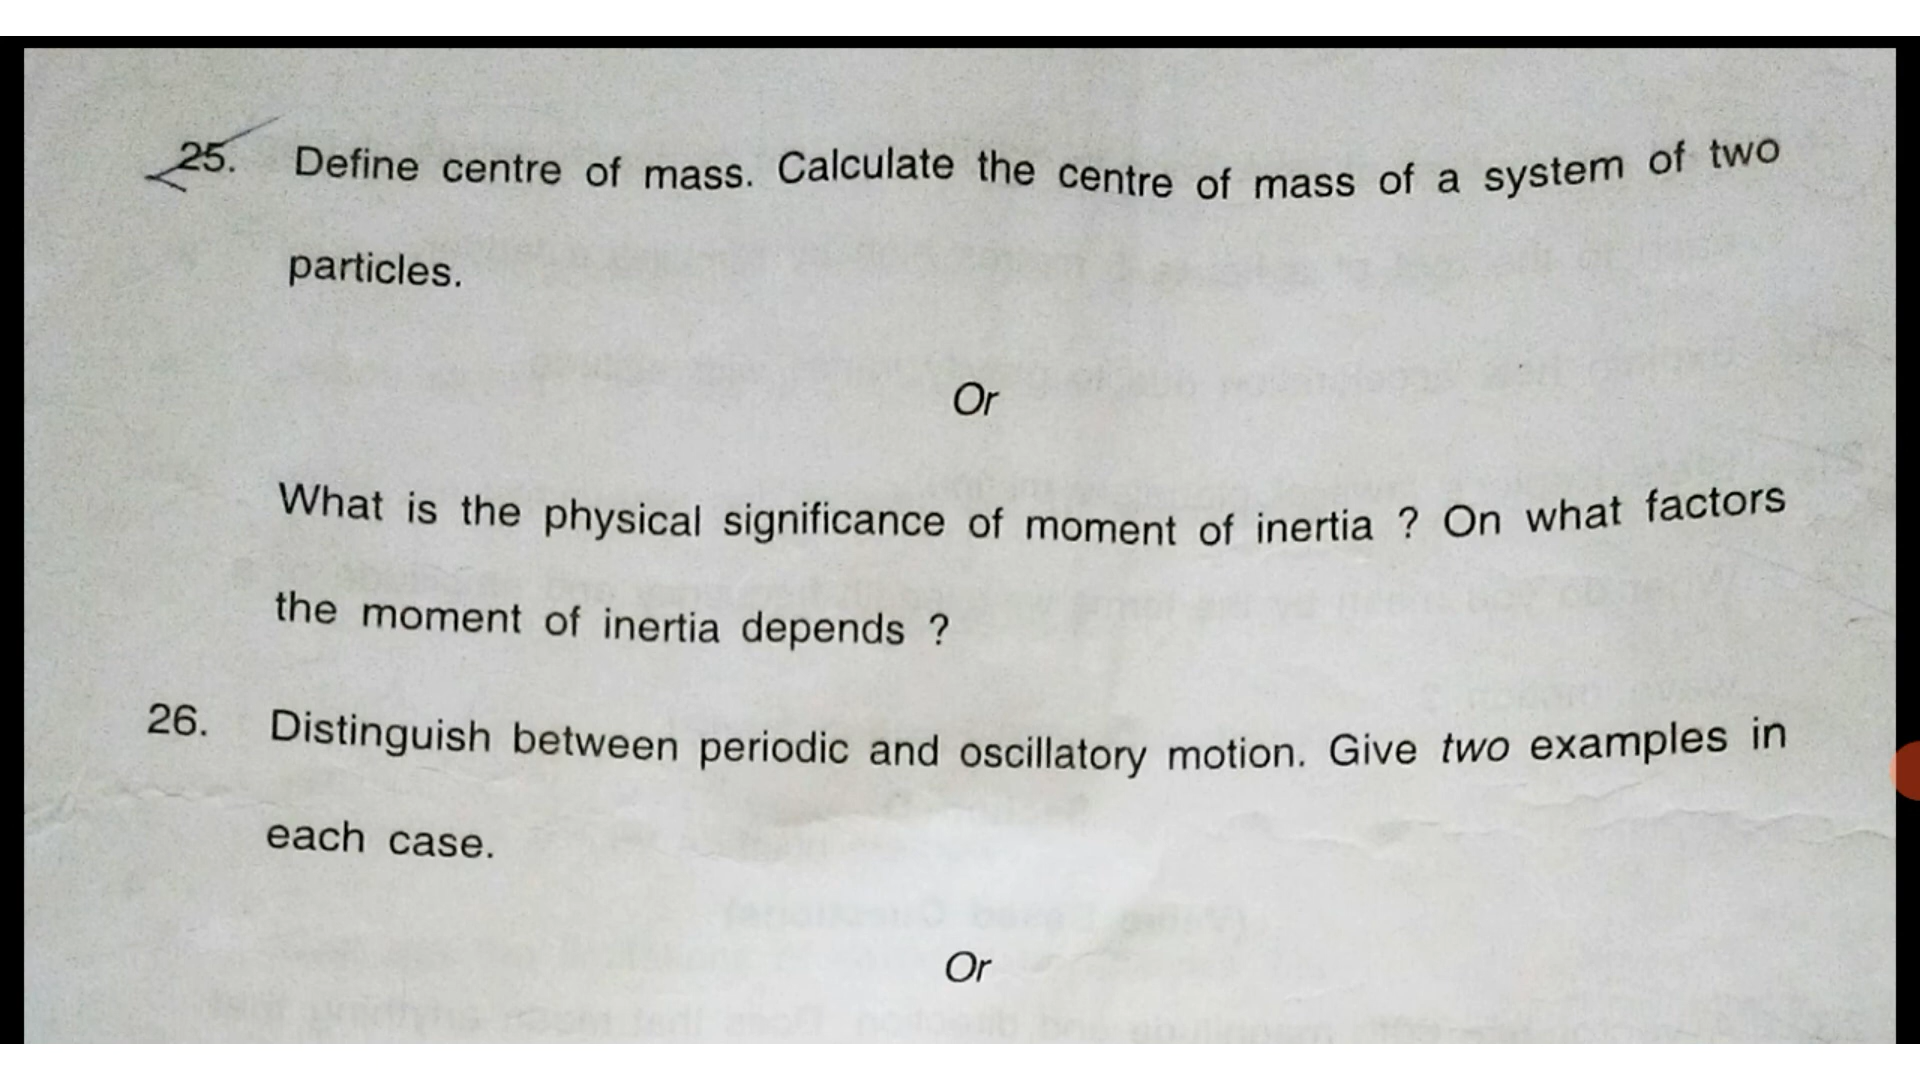 25. Define centre of mass. Calculate the centre of mass of a system of two
particles.
Or
What is the physical significance of moment of inertia ? On what factors
the moment of inertia depends ?
26. Distinguish between periodic and oscillatory motion. Give two examples in
each case.
Or